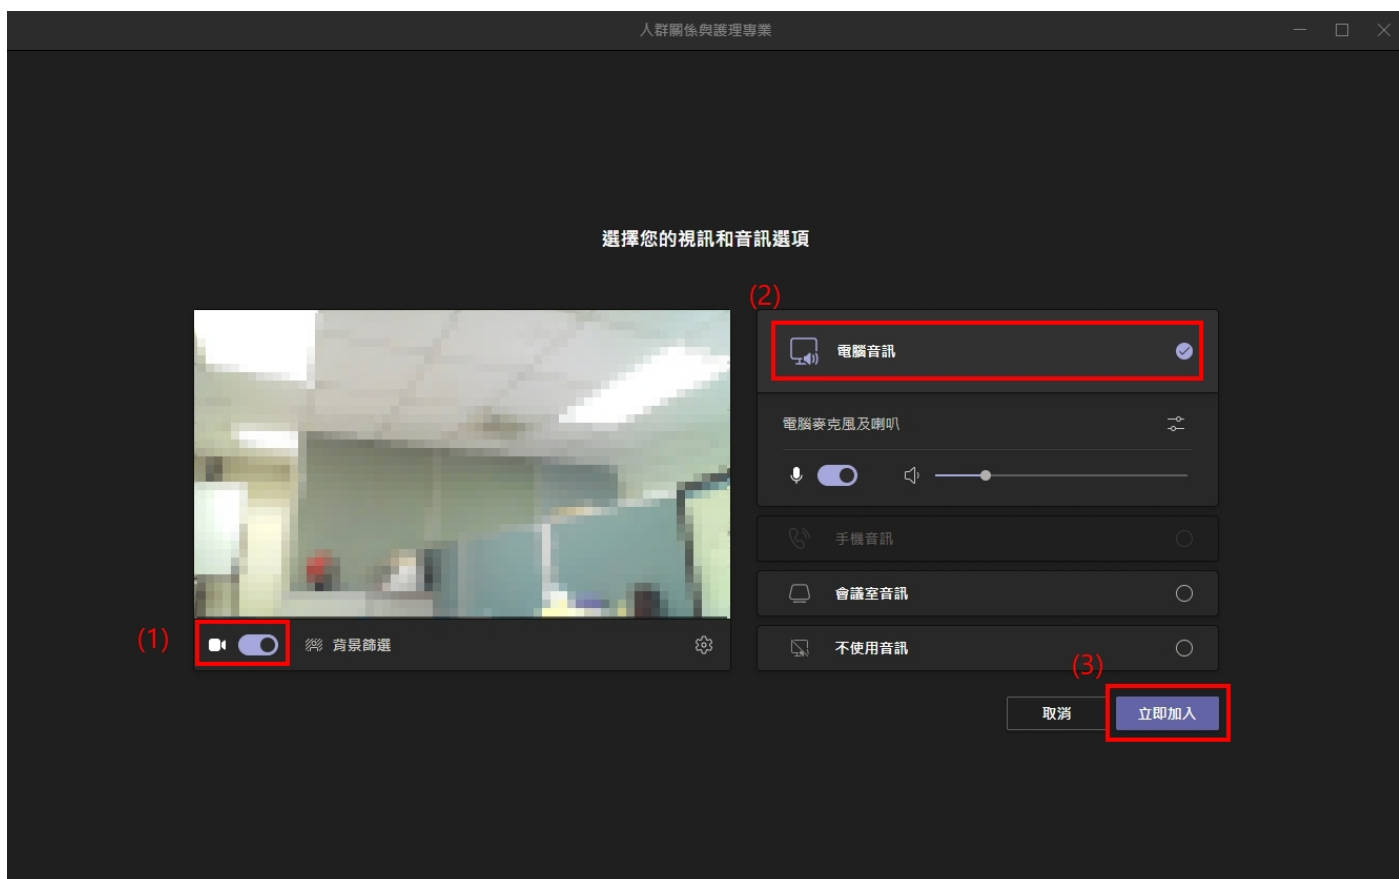 人群關係與護理專業
選擇您的視訊和音訊選項
(2)
電腦音訊
電腦麥克風及喇叭
手機音訊
會議室音訊
(1)
背景篩選
不使用音訊
(3)
取消
立即加入